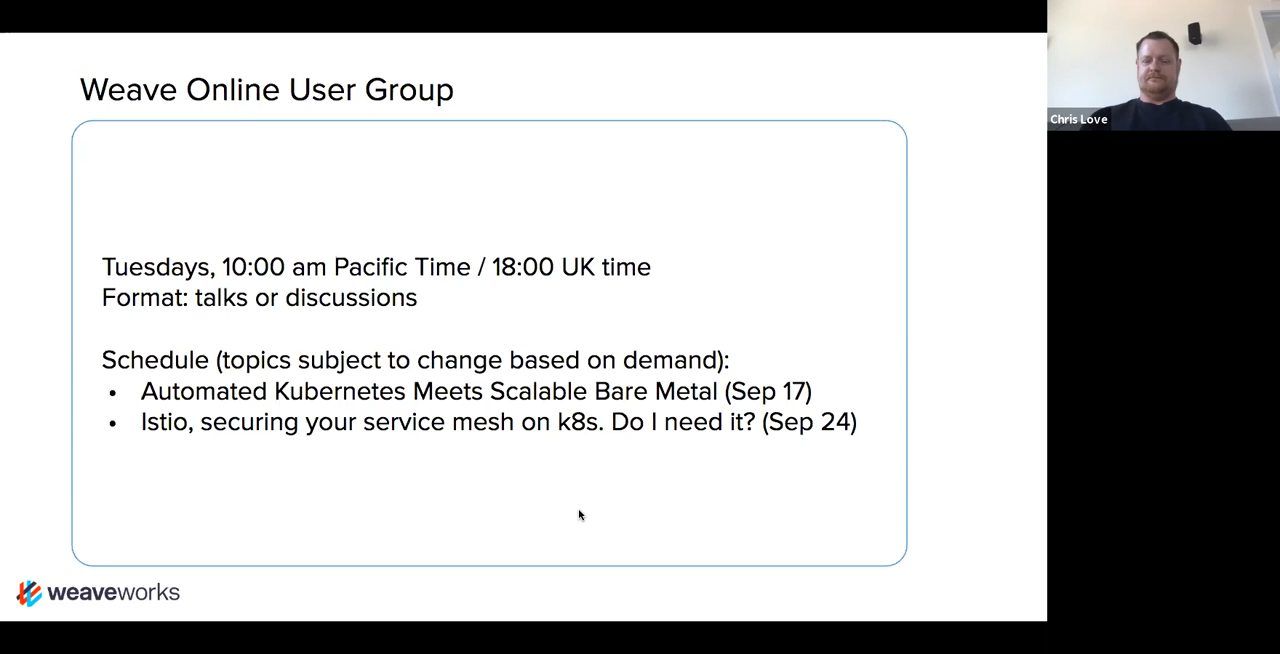 Weave Online User Group
Tuesdays, 10:00 am Pacific Time / 18:00 UK time
Format: talks or discussions
Schedule (topics subject to change based on demand):
• Automated Kubernetes Meets Scalable Bare Metal (Sep 17)
• Istio, securing your service mesh on k8s. Do I need it? (Sep 24)
weaveworks
Chris Love